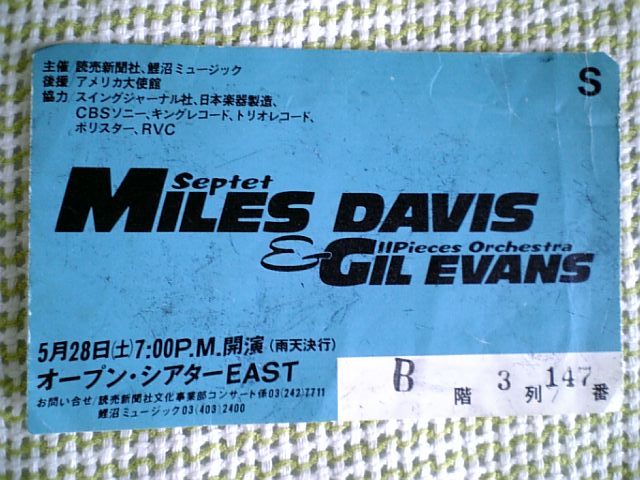 主催 読売新聞社、鯉沼ミュージック
後援 アメリカ大使館
協力 スイングジャーナル社、日本楽器製造、
CBSソニー、キングレコード、トリオレコード、
ポリスター、RVC
S
Septet
MILES DAVIS
11Pieces Orchestra
& GIL EVANS
5月28日(土)7:00P.M.開演(雨天決行)
オープン・シアターEAST
お問い合せ/読売新聞社文化事業部コンサート係03(242)7711
鯉沼ミュージック03(403)2400
B階 3列 147番